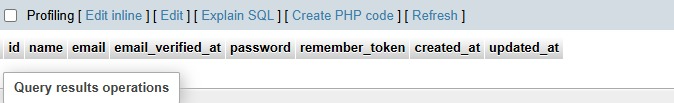 Profiling [ Edit inline ] [ Edit ] [ Explain SQL ] [ Create PHP code ] [ Refresh ]
id name email email_verified_at password remember_token created_at updated_at
Query results operations